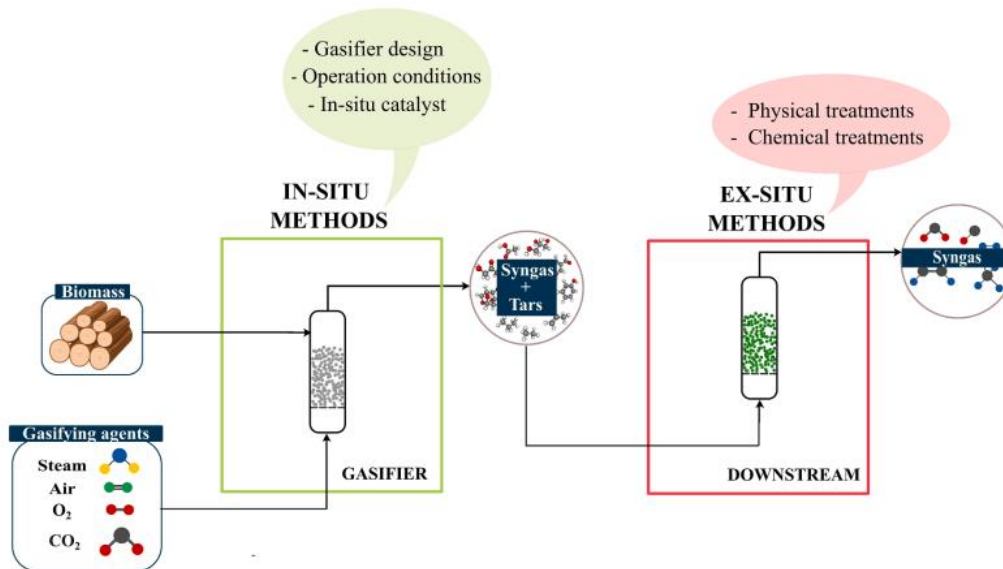 - Gasifier design
- Operation conditions
- In-situ catalyst
- Physical treatments
- Chemical treatments
IN-SITU
METHODS
EX-SITU
METHODS
Biomass
Syngas
+
Tars
Syngas
Gasifying agents
Steam
Air
O₂
CO₂
GASIFIER
DOWNSTREAM